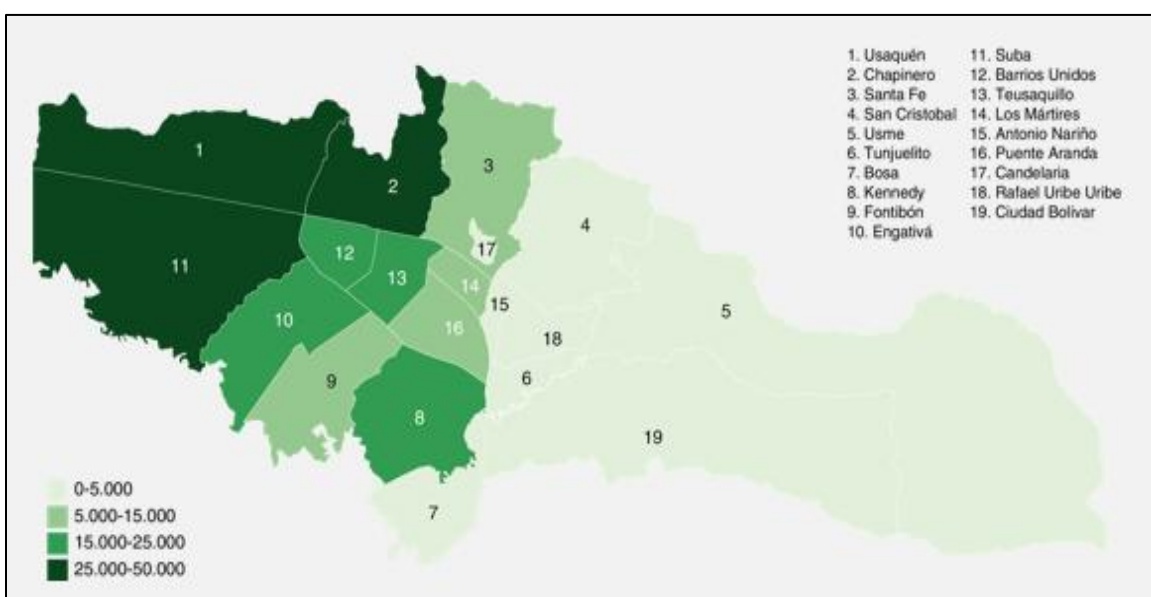 1. Usaquén
2. Chapinero
3. Santa Fe
4. San Cristobal
5. Usme
6. Tunjuelito
7. Bosa
8. Kennedy
9. Fontibón
10. Engativá
11. Suba
12. Barrios Unidos
13. Teusaquillo
14. Los Mártires
15. Antonio Nariño
16. Puente Aranda
17. Candelaria
18. Rafael Uribe Uribe
19. Ciudad Bolivar
1
2
3
4
17
12
11
13
14
15
5
10
16
18
9
6
8
19
7
0-5.000
5.000-15.000
15.000-25.000
25.000-50.000